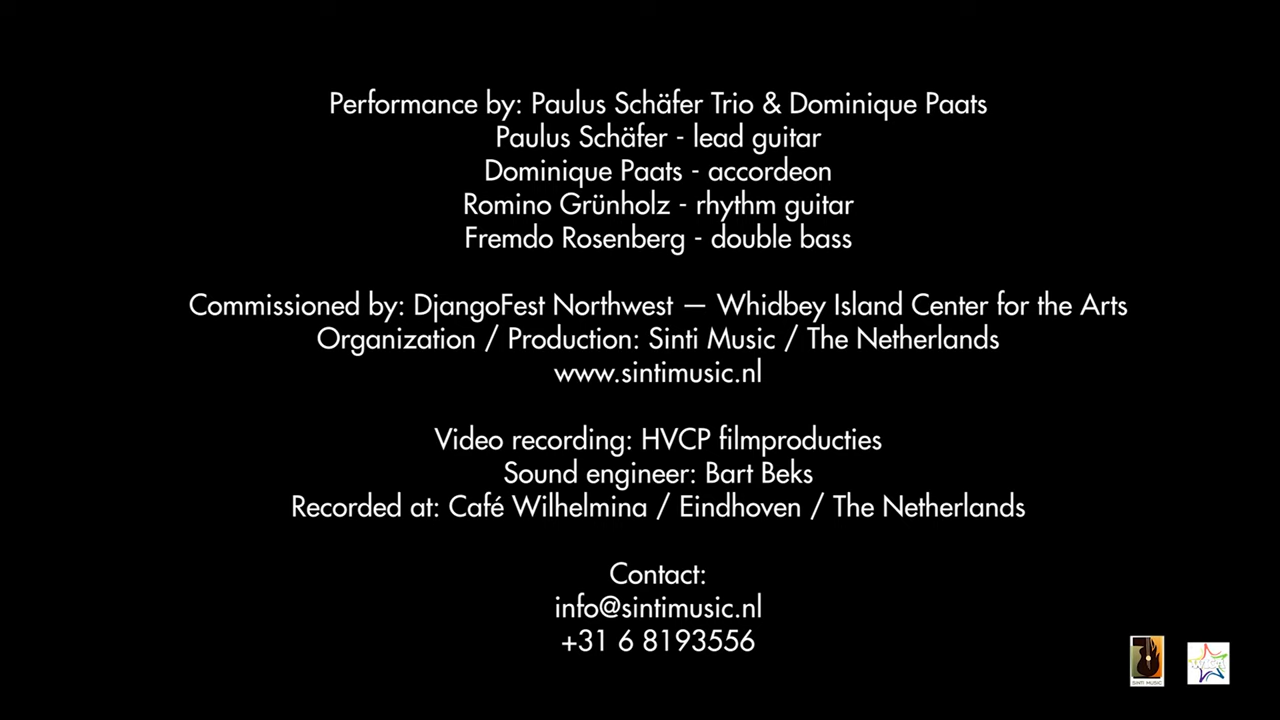 Performance by: Paulus Schäfer Trio & Dominique Paats
Paulus Schäfer - lead guitar
Dominique Paats - accordeon
Romino Grünholz - rhythm guitar
Fremdo Rosenberg - double bass
Commissioned by: DjangoFest Northwest — Whidbey Island Center for the Arts
Organization / Production: Sinti Music / The Netherlands
www.sintimusic.nl
Video recording: HVCP filmproducties
Sound engineer: Bart Beks
Recorded at: Café Wilhelmina / Eindhoven / The Netherlands
Contact:
info@sintimusic.nl
+31 6 8193556
SINTI MUSIC
WICA